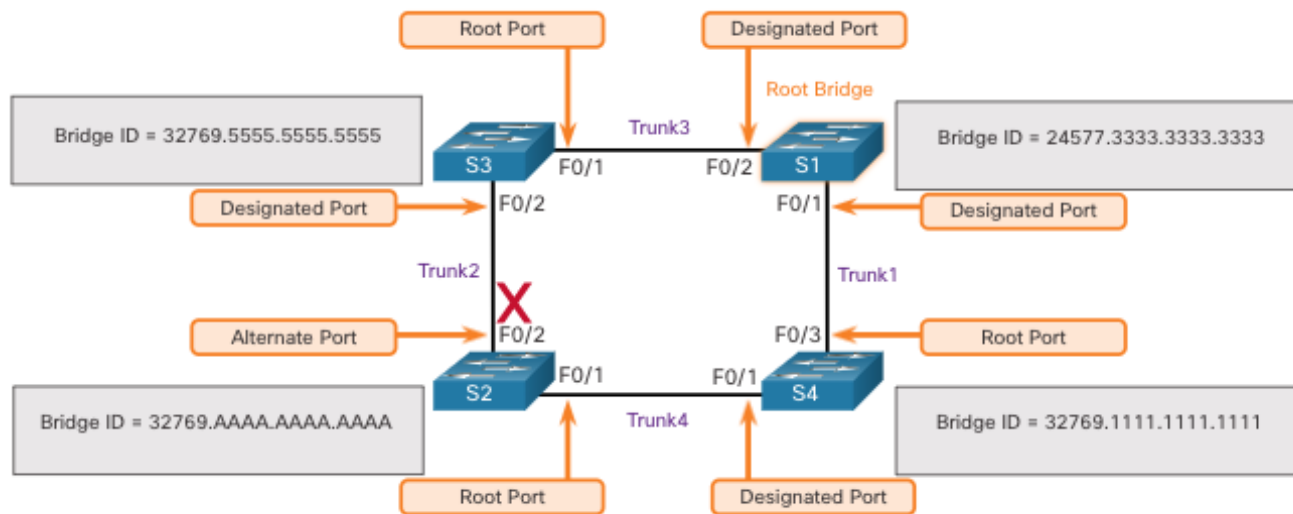 Root Port
Designated Port
Root Bridge
Bridge ID = 32769.5555.5555.5555
Trunk3
Bridge ID = 24577.3333.3333.3333
S3
F0/1
F0/2
S1
Designated Port
F0/2
F0/1
Designated Port
Trunk2
Trunk1
X
Alternate Port
F0/2
F0/3
Root Port
S2
F0/1
F0/1
S4
Bridge ID = 32769.AAAA.AAAA.AAAA
Trunk4
Bridge ID = 32769.1111.1111.1111
Root Port
Designated Port